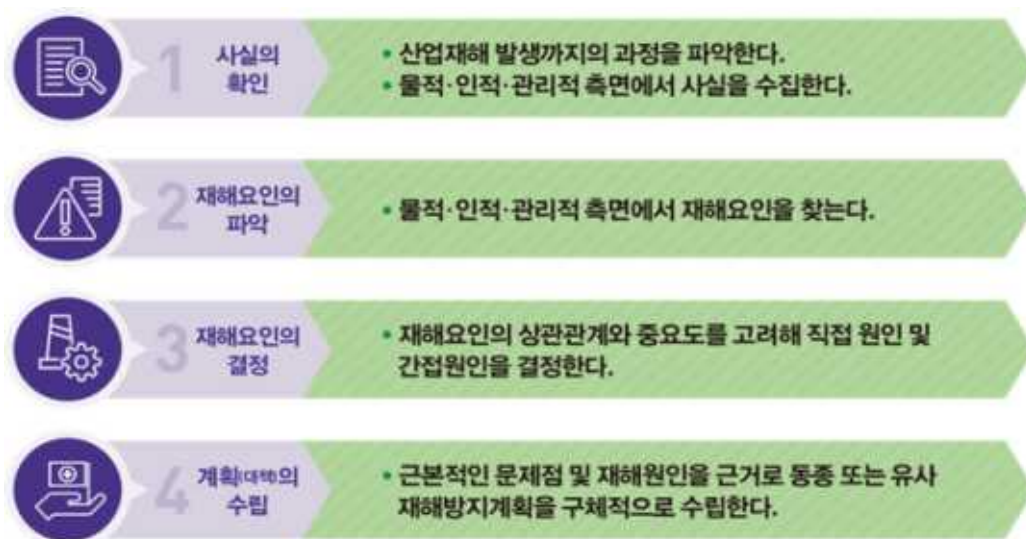 1
사실의
확인
• 산업재해 발생까지의 과정을 파악한다.
• 물적·인적·관리적 측면에서 사실을 수집한다.
2
재해요인의
파악
• 물적·인적·관리적 측면에서 재해요인을 찾는다.
3
재해요인의
결정
• 재해요인의 상관관계와 중요도를 고려해 직접 원인 및
간접원인을 결정한다.
4
계획(대책)의
수립
• 근본적인 문제점 및 재해원인을 근거로 동종 또는 유사
재해방지계획을 구체적으로 수립한다.